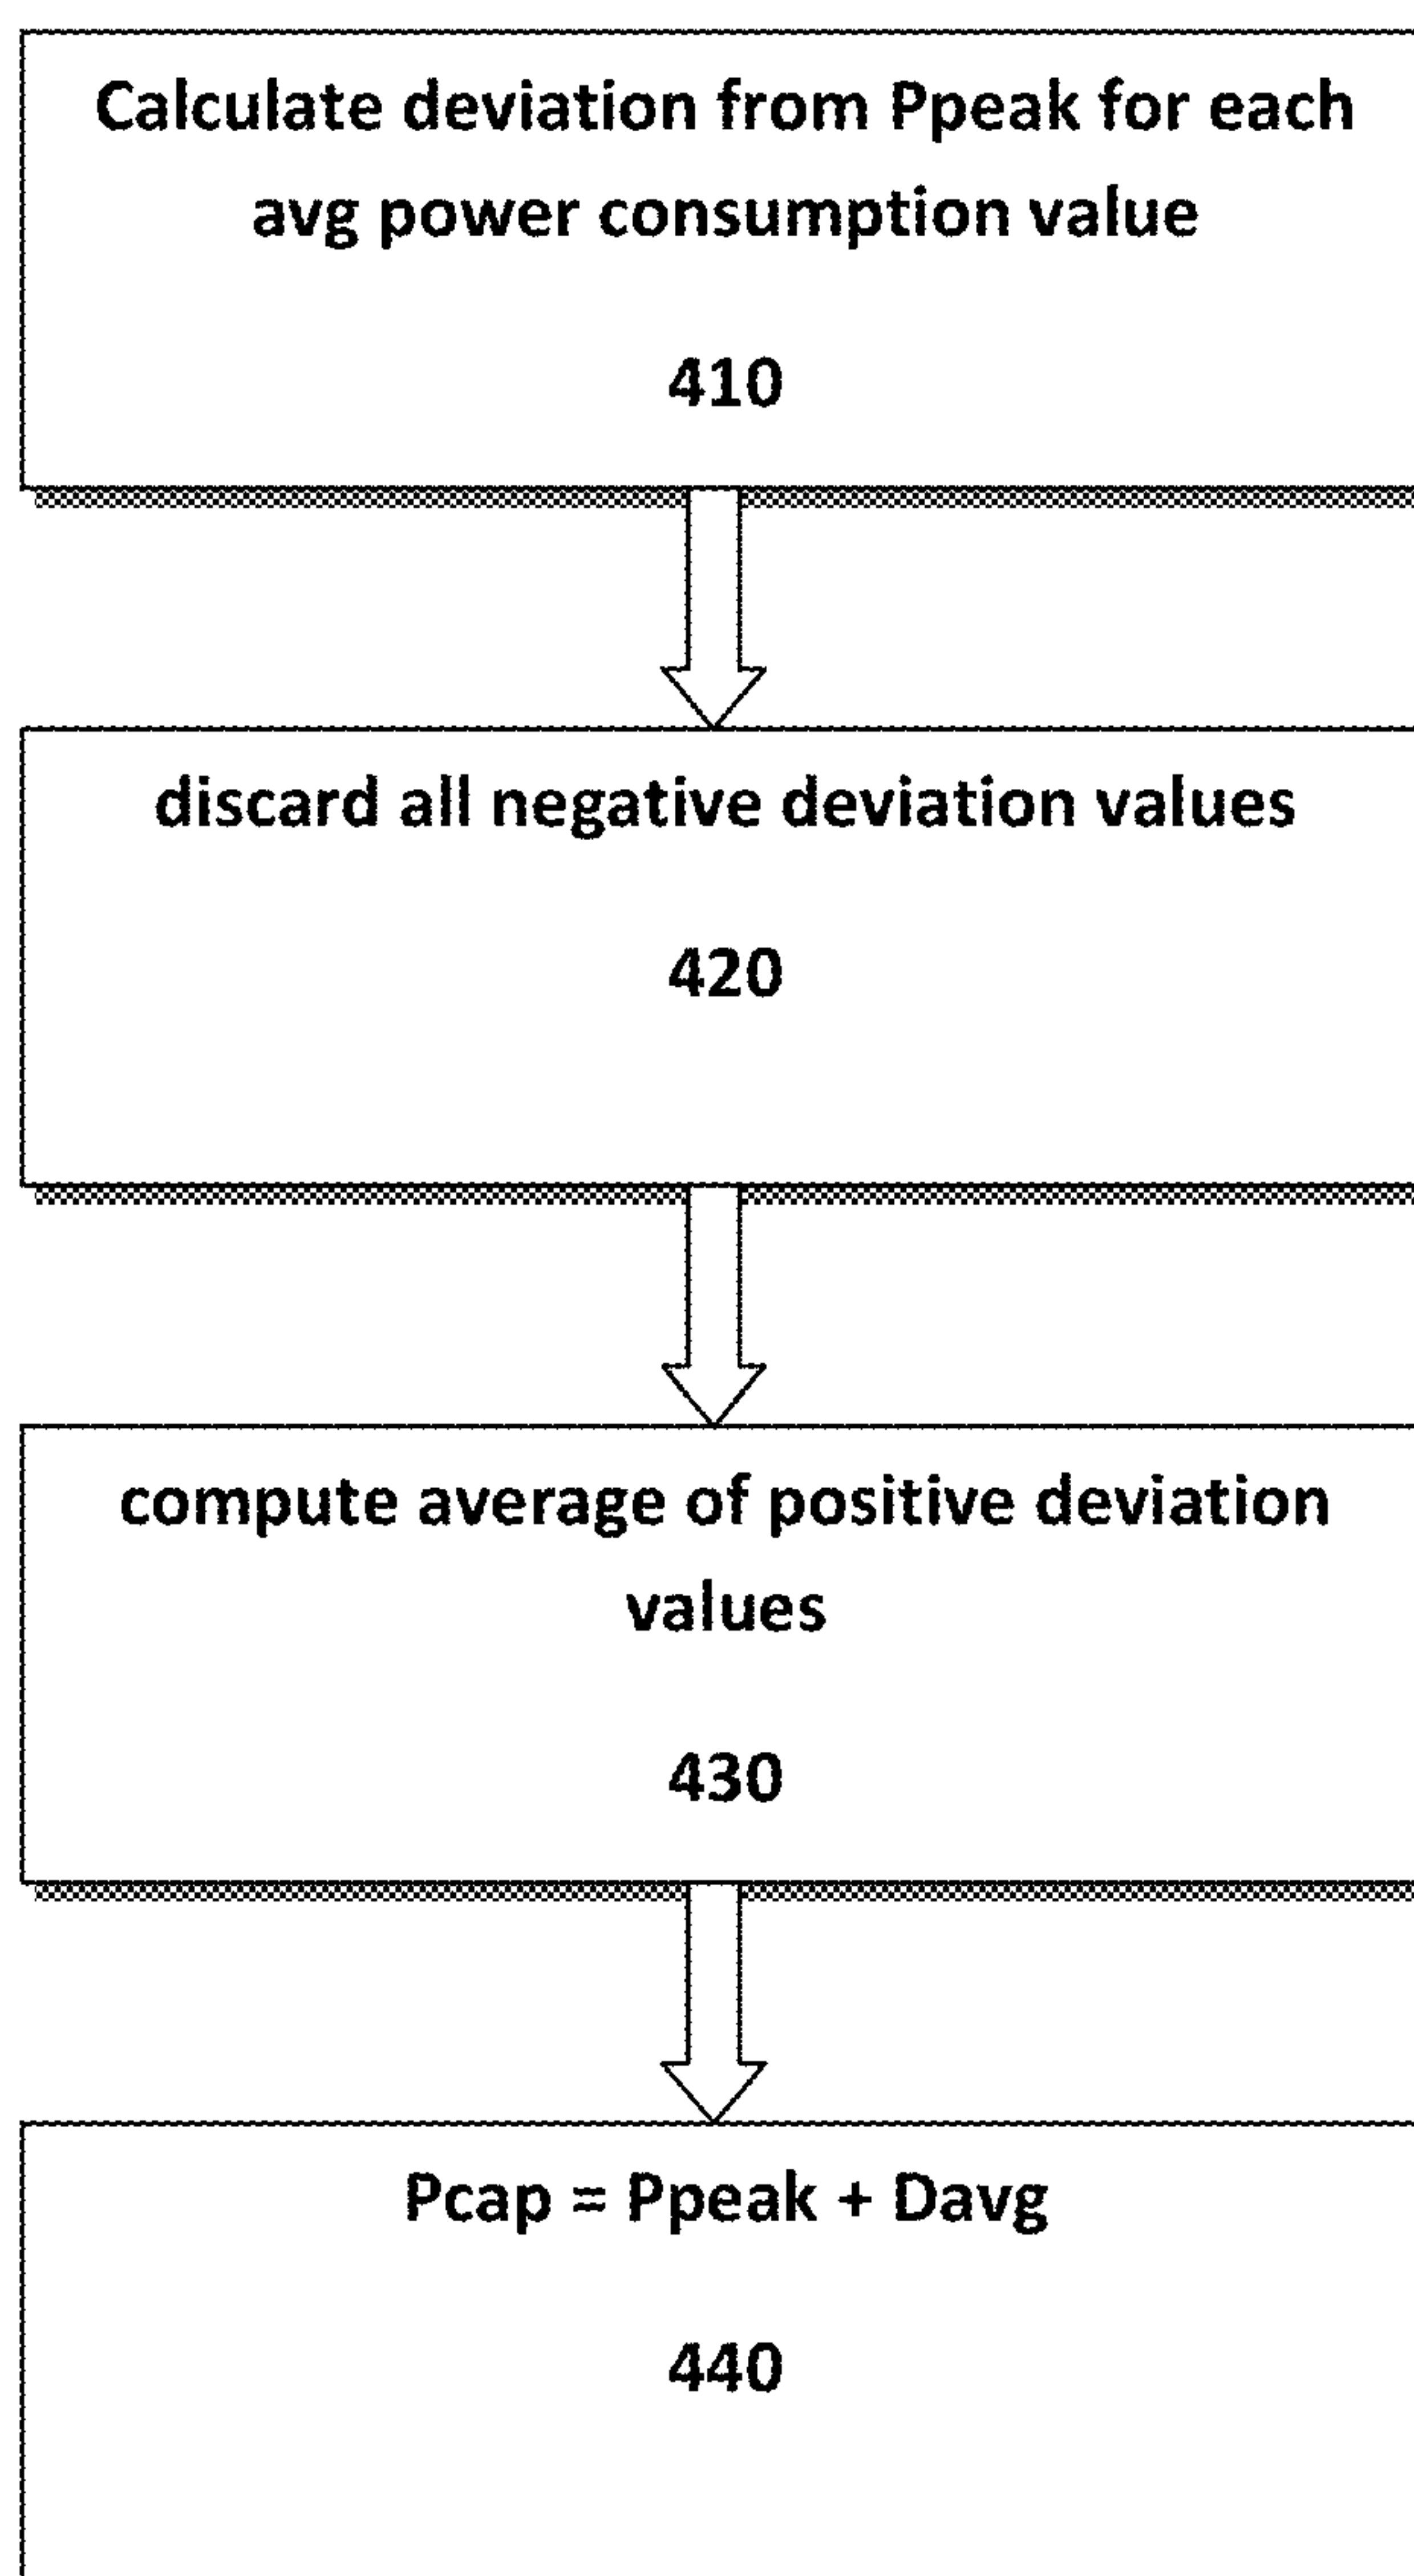 Calculate deviation from Ppeak for each
avg power consumption value
410
discard all negative deviation values
420
compute average of positive deviation
values
430
Pcap = Ppeak + Davg
440